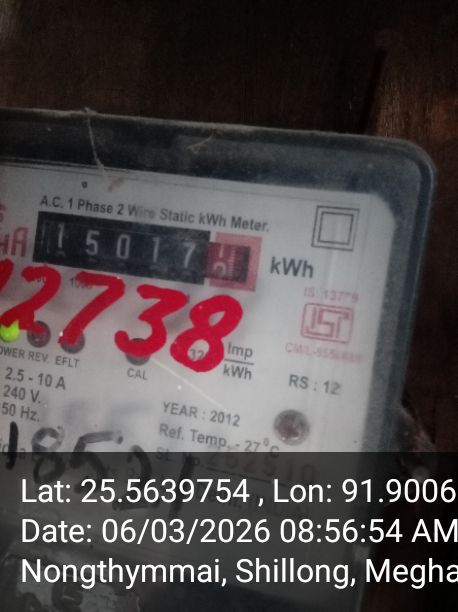 A.C. 1 Phase 2 Wire Static kWh Meter.
15017
kWh
IS: 13779
ISI
2738
Imp
kWh
POWER REV. EFLT
CAL
2.5 - 10 A
RS : 12
240 V.
50 Hz.
YEAR : 2012
Ref. Temp. - 27°C
Lat: 25.5639754 , Lon: 91.9006
Date: 06/03/2026 08:56:54 AM
Nongthymmai, Shillong, Megha